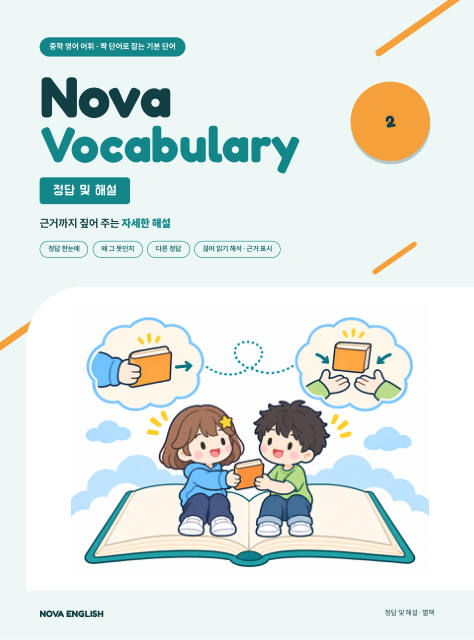 중학 영어 어휘 · 짝 단어로 잡는 기본 단어
Nova
Vocabulary
2
정답 및 해설
근거까지 짚어 주는 자세한 해설
정답 한눈에
왜 그 뜻인지
다른 정답
끊어 읽기 해석 · 근거 표시
NOVA ENGLISH
정답 및 해설 · 별책